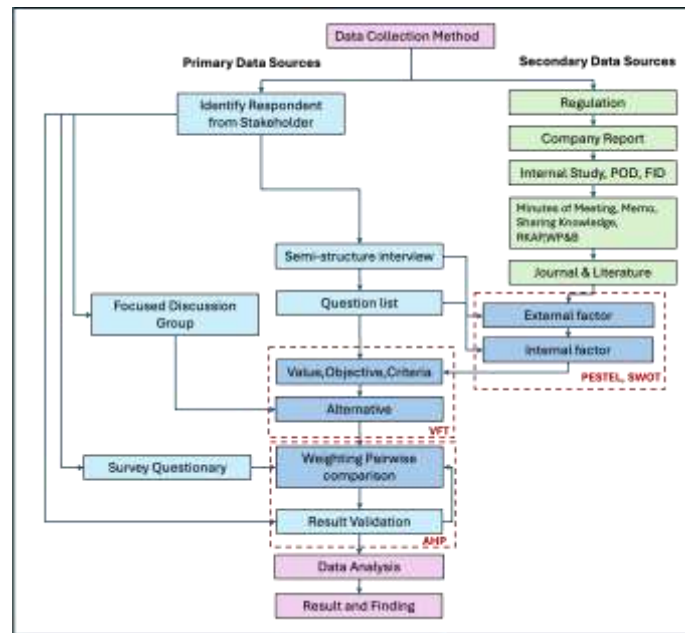 Data Collection Method
Primary Data Sources
Secondary Data Sources
Identify Respondent
from Stakeholder
Regulation
Company Report
Internal Study, POD, FID
Minutes of Meeting, Memo,
Sharing Knowledge,
RKAP,WP&B
Journal & Literature
Semi-structure interview
Question list
Focused Discussion
Group
External factor
Internal factor
PESTEL, SWOT
Value,Objective,Criteria
Alternative
VFT
Survey Questionary
Weighting Pairwise
comparison
Result Validation
AHP
Data Analysis
Result and Finding